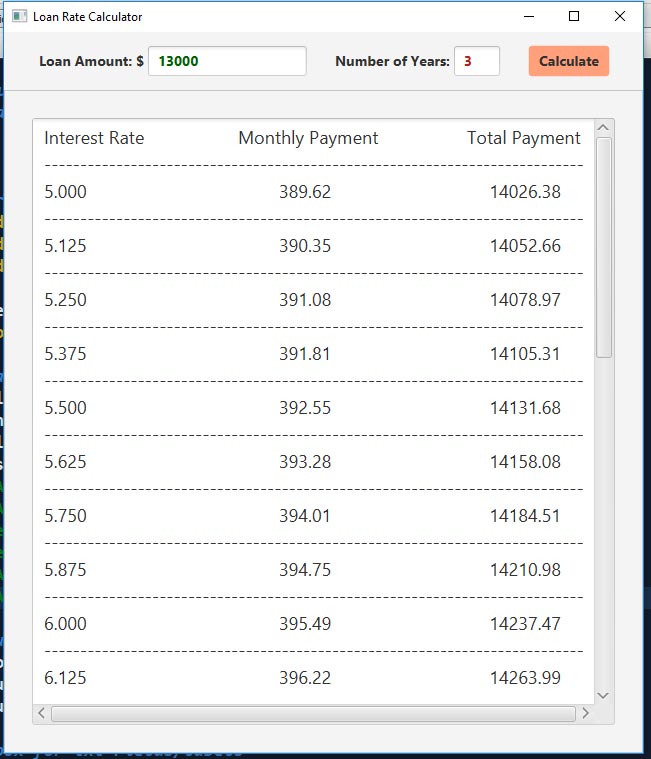 Loan Rate Calculator
Loan Amount: $ 13000 Number of Years: 3 Calculate
Interest Rate Monthly Payment Total Payment
5.000 389.62 14026.38
5.125 390.35 14052.66
5.250 391.08 14078.97
5.375 391.81 14105.31
5.500 392.55 14131.68
5.625 393.28 14158.08
5.750 394.01 14184.51
5.875 394.75 14210.98
6.000 395.49 14237.47
6.125 396.22 14263.99